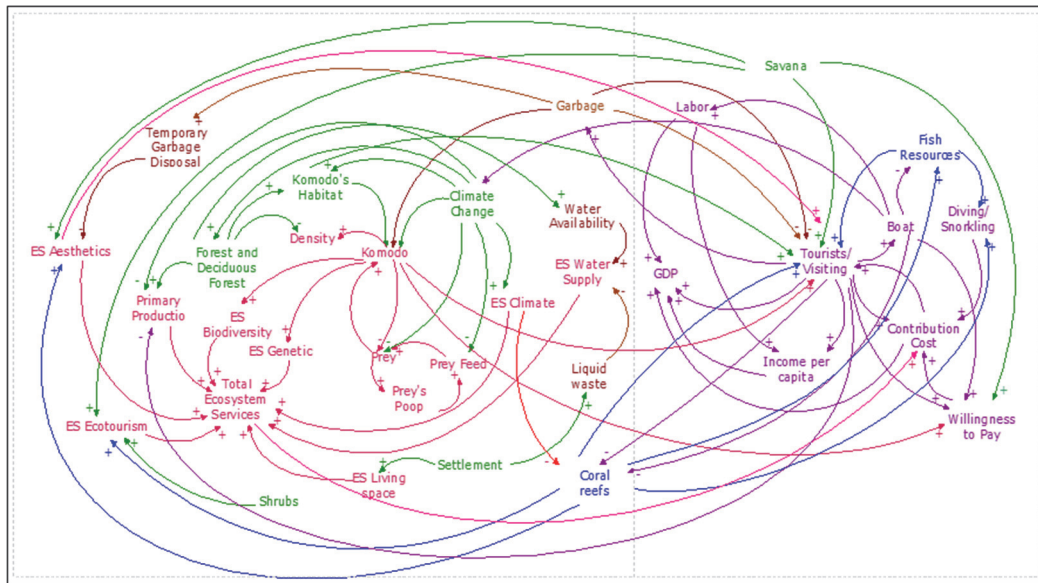 Savana
Garbage
Labor
Temporary
Garbage
Disposal
Fish
Resources
Komodo's
Habitat
Climate
Change
Water
Availability
Diving/
Snorkling
Boat
ES Aesthetics
Forest and
Deciduous
Forest
Density
Komodo
ES Water
Supply
GDP
Tourists/
Visiting
Primary
Productio
ES
Biodiversity
ES Climate
ES Genetic
Prey
Prey Feed
Contribution
Cost
Income per
capita
Liquid
waste
Total
Ecosystem
Services
Prey's
Poop
ES Ecotourism
Willingness
to Pay
Settlement
ES Living
space
Coral
reefs
Shrubs